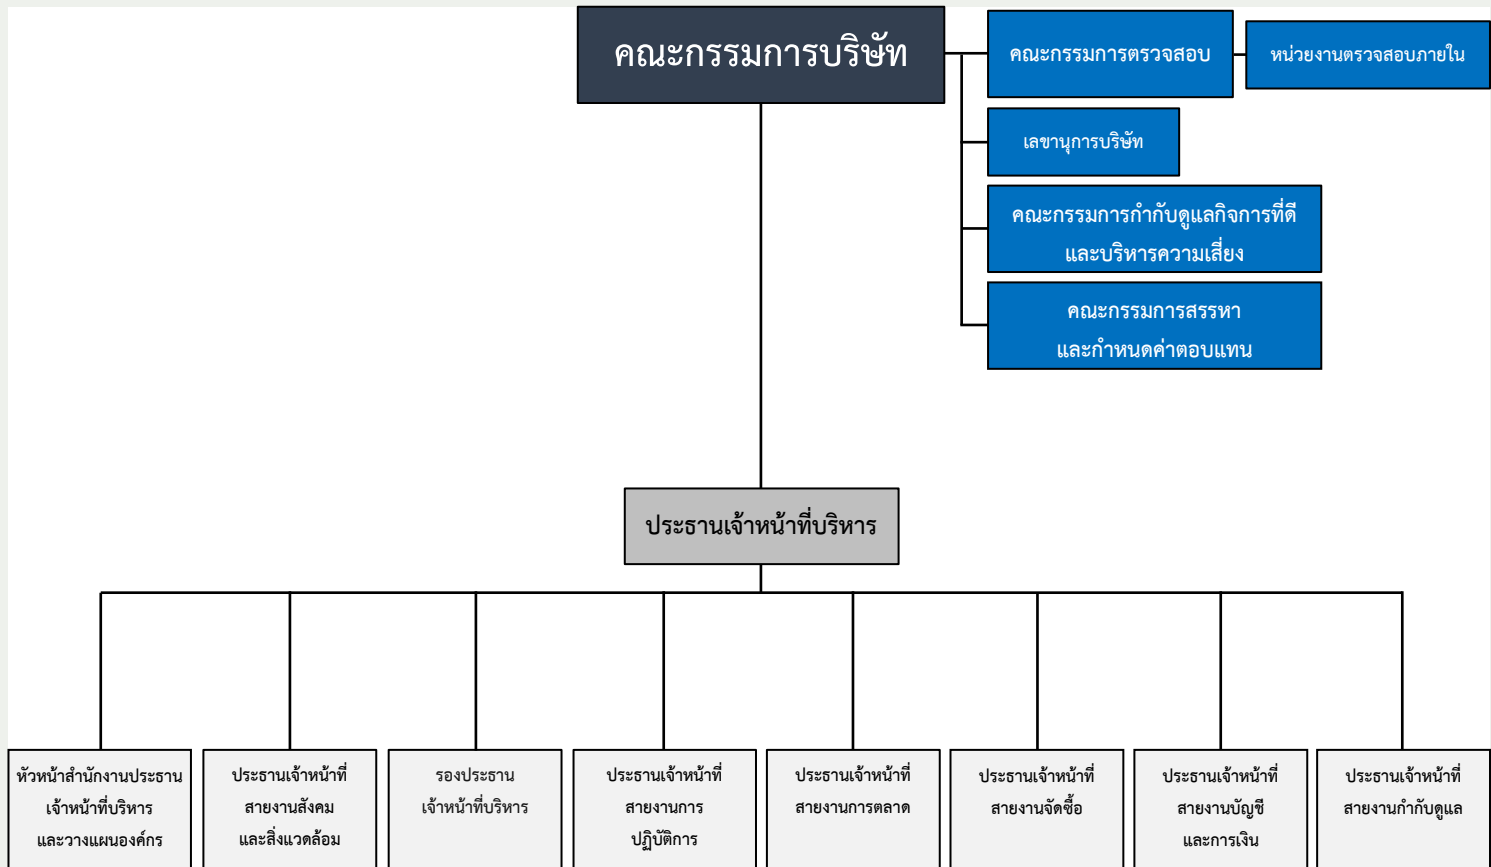 คณะกรรมการบริษัท
คณะกรรมการตรวจสอบ
หน่วยงานตรวจสอบภายใน
เลขานุการบริษัท
คณะกรรมการกำกับดูแลกิจการที่ดี
และบริหารความเสี่ยง
คณะกรรมการสรรหา
และกำหนดค่าตอบแทน
ประธานเจ้าหน้าที่บริหาร
หัวหน้าสำนักงานประธาน
เจ้าหน้าที่บริหาร
และวางแผนองค์กร
ประธานเจ้าหน้าที่
สายงานสังคม
และสิ่งแวดล้อม
รองประธาน
เจ้าหน้าที่บริหาร
ประธานเจ้าหน้าที่
สายงานการ
ปฏิบัติการ
ประธานเจ้าหน้าที่
สายงานการตลาด
ประธานเจ้าหน้าที่
สายงานจัดซื้อ
ประธานเจ้าหน้าที่
สายงานบัญชี
และการเงิน
ประธานเจ้าหน้าที่
สายงานกำกับดูแล